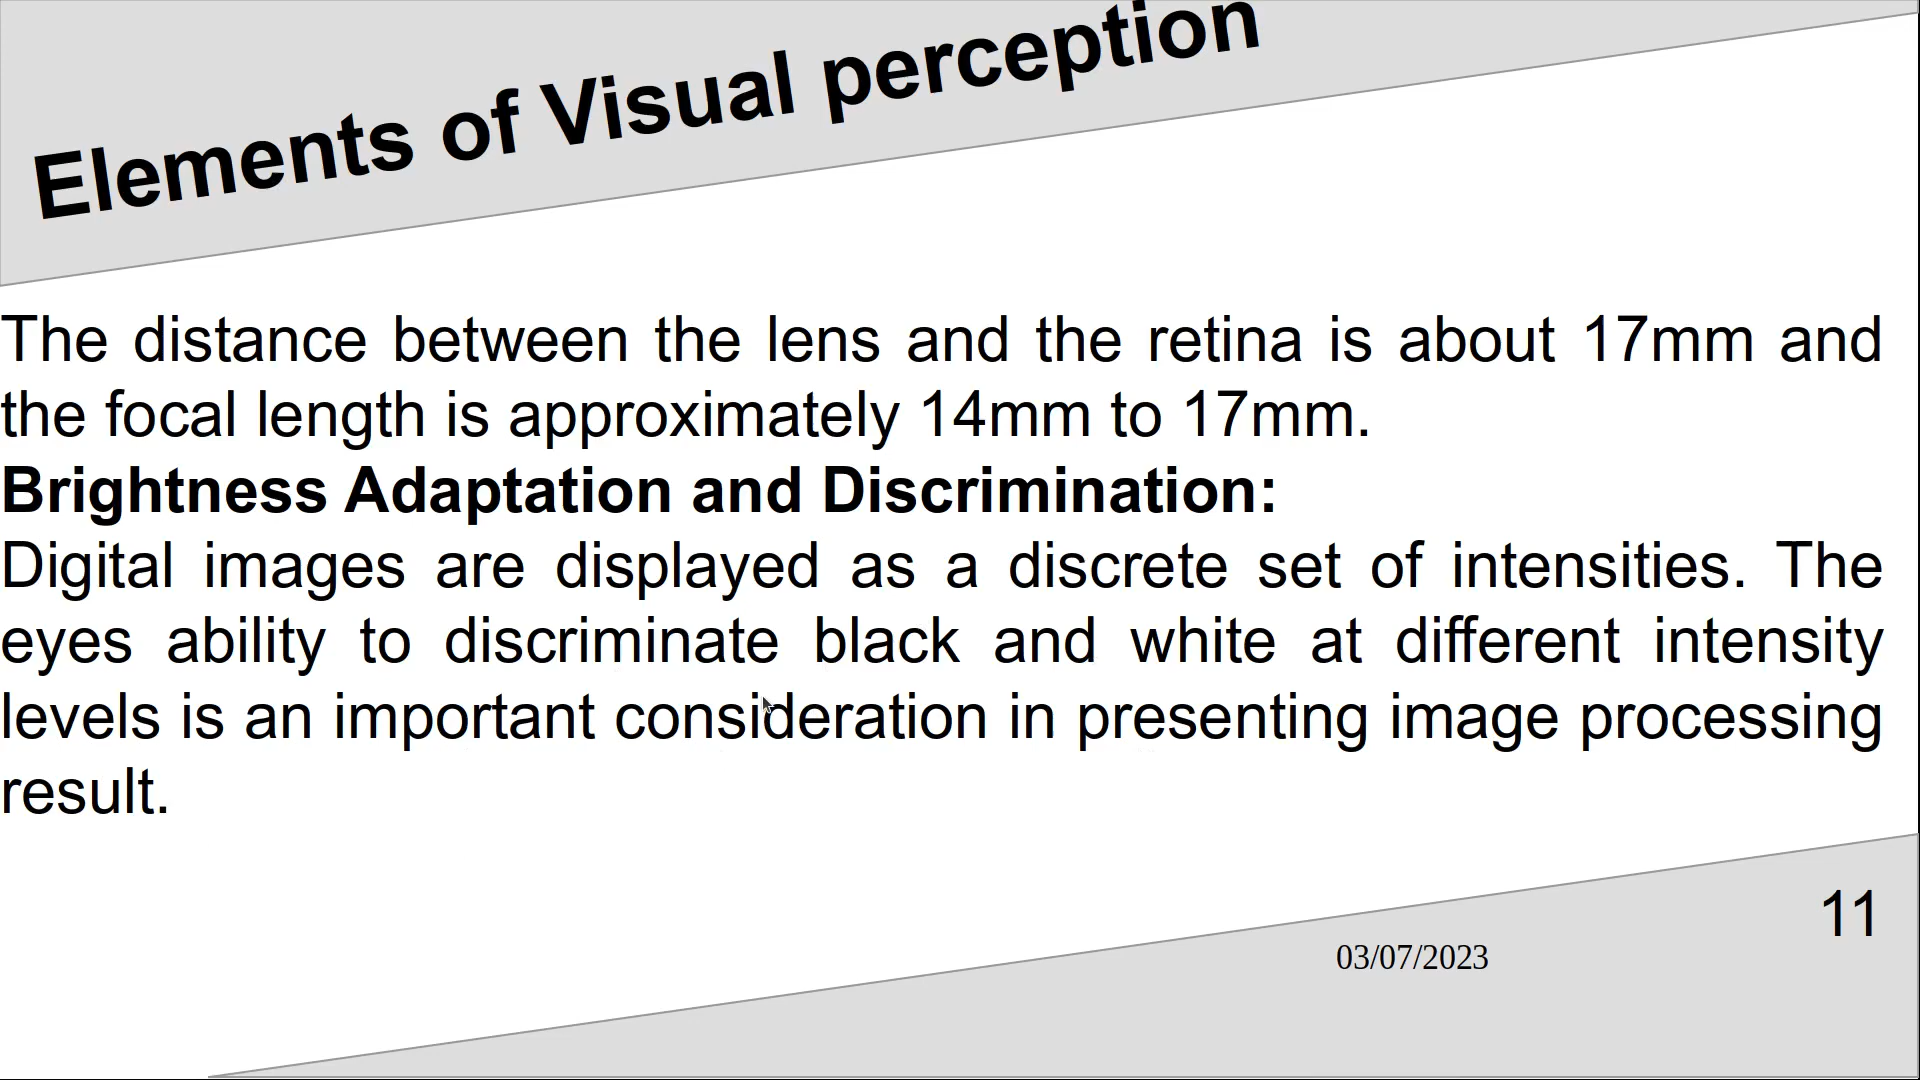 Elements of Visual perception
The distance between the lens and the retina is about 17mm and
the focal length is approximately 14mm to 17mm.
Brightness Adaptation and Discrimination:
Digital images are displayed as a discrete set of intensities. The
eyes ability to discriminate black and white at different intensity
levels is an important consideration in presenting image processing
result.
11
03/07/2023